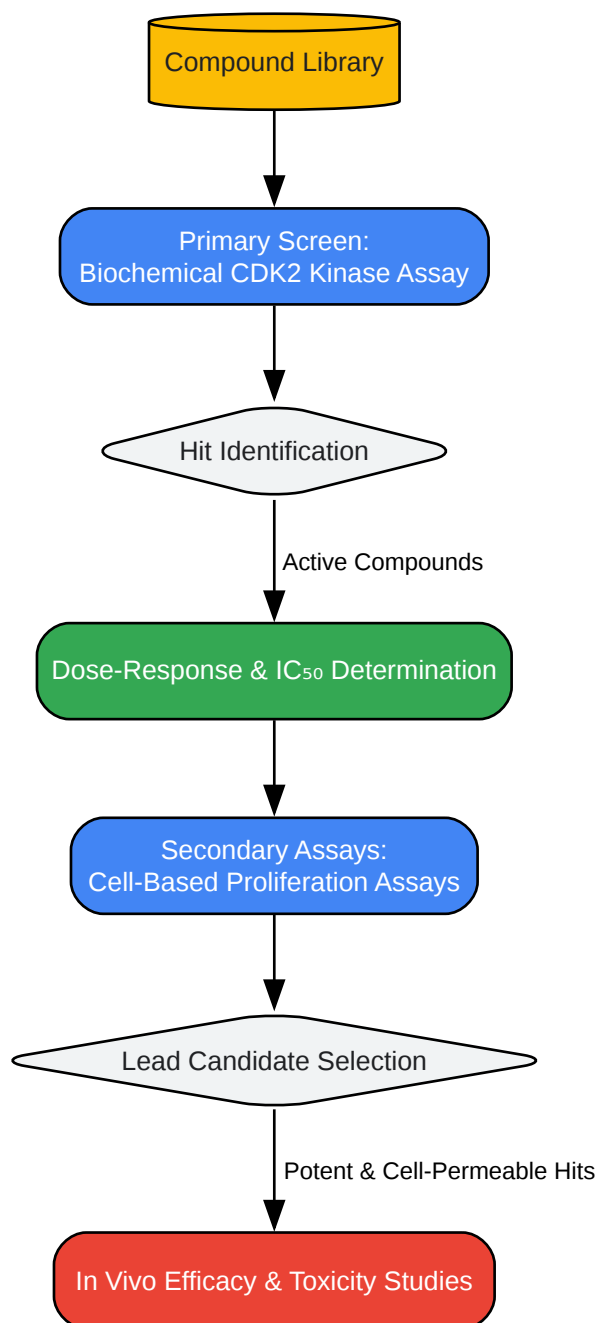 Compound Library
Primary Screen:
Biochemical CDK2 Kinase Assay
Hit Identification
Active Compounds
Dose-Response & IC₅₀ Determination
Secondary Assays:
Cell-Based Proliferation Assays
Lead Candidate Selection
Potent & Cell-Permeable Hits
In Vivo Efficacy & Toxicity Studies